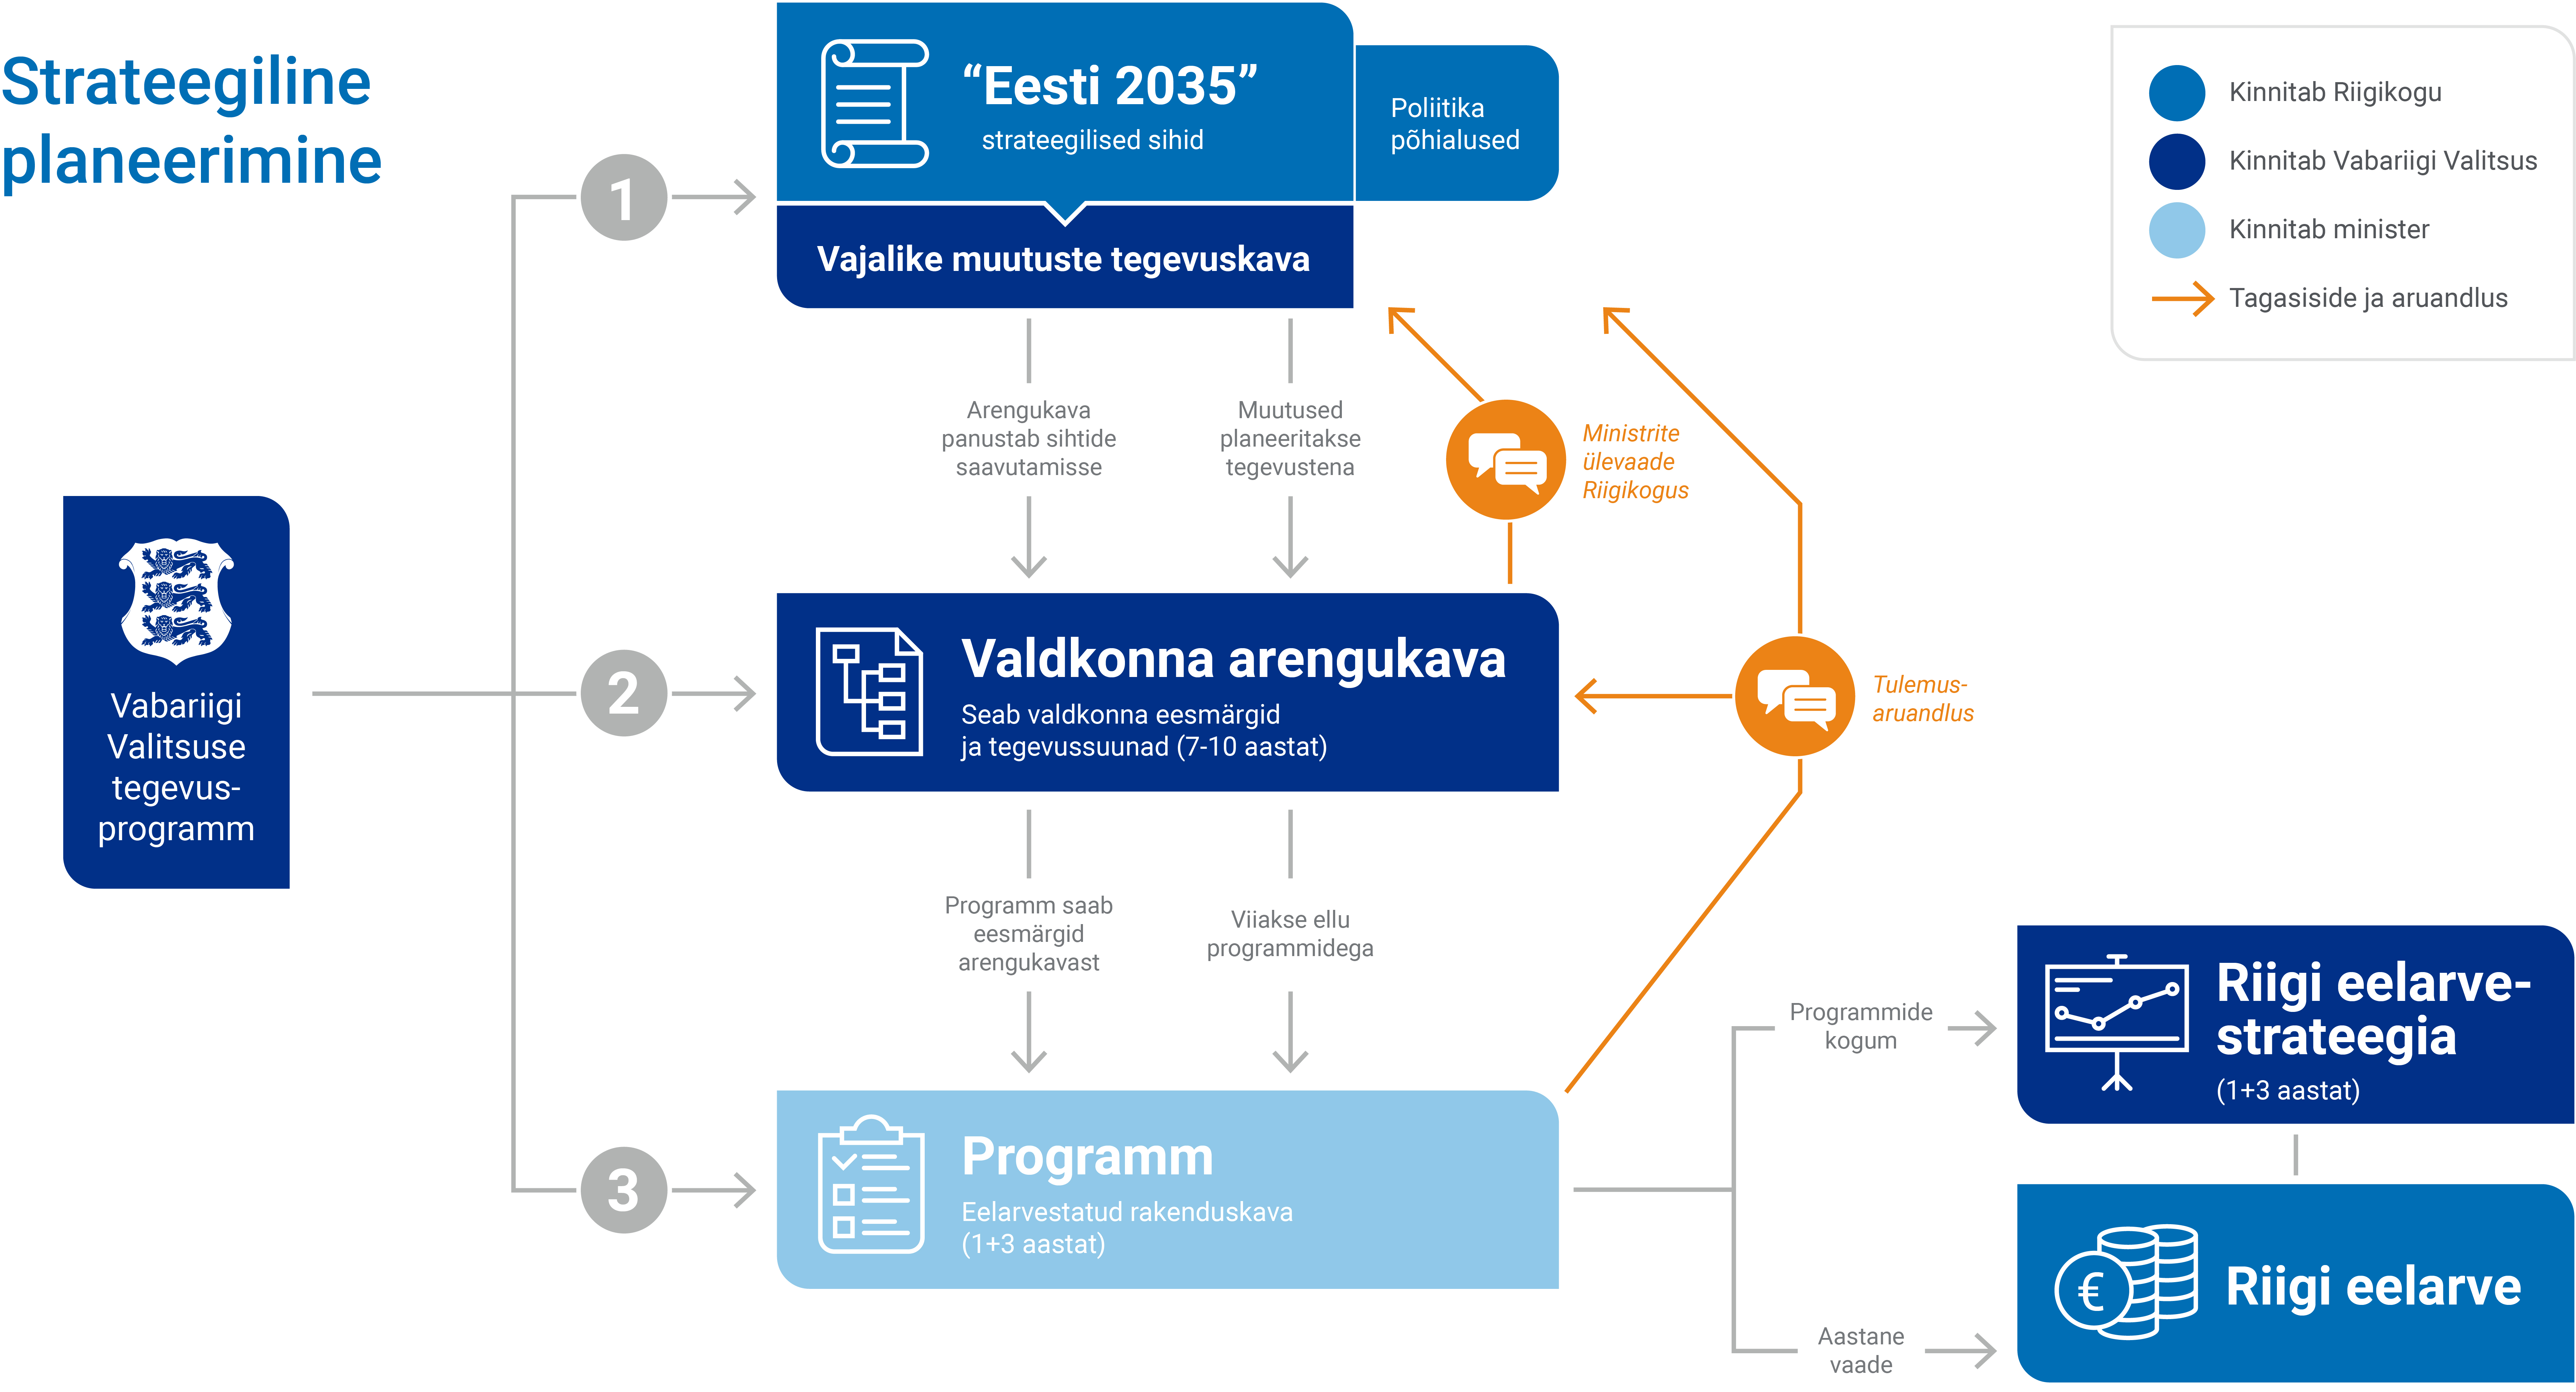 Strateegiline
planeerimine
“Eesti 2035”
strateegilised sihid
Poliitika
põhialused
Vajalike muutuste tegevuskava
Kinnitab Riigikogu
Kinnitab Vabariigi Valitsus
Kinnitab minister
Tagasiside ja aruandlus
1
Arengukava
panustab sihtide
saavutamisse
Muutused
planeeritakse
tegevustena
Ministrite
ülevaade
Riigikogus
Vabariigi
Valitsuse
tegevus-
programm
2
Valdkonna arengukava
Seab valdkonna eesmärgid
ja tegevussuunad (7-10 aastat)
Tulemus-
aruandlus
Programm saab
eesmärgid
arengukavast
Viiakse ellu
programmidega
3
Programm
Eelarvestatud rakenduskava
(1+3 aastat)
Programmide
kogum
Riigi eelarve-
strateegia
(1+3 aastat)
Aastane
vaade
€
Riigi eelarve